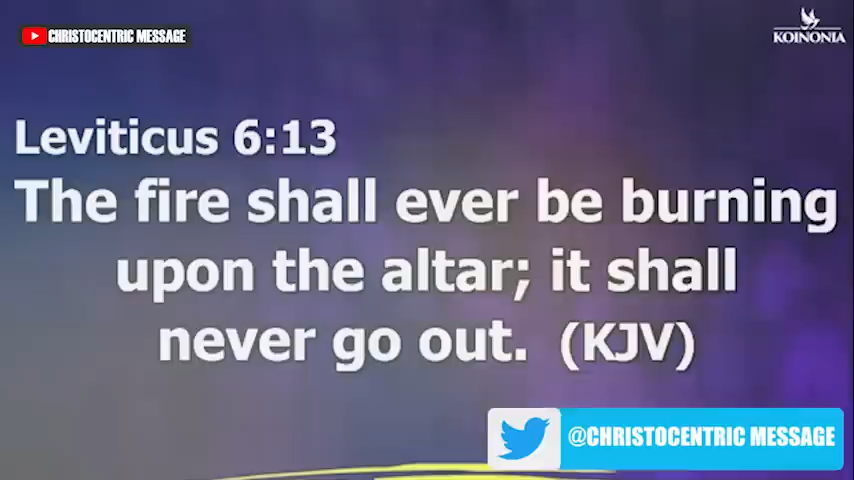 CHRISTOCENTRIC MESSAGE
KOINONIA
Leviticus 6:13
The fire shall ever be burning
upon the altar; it shall
never go out. (KJV)
@CHRISTOCENTRIC MESSAGE